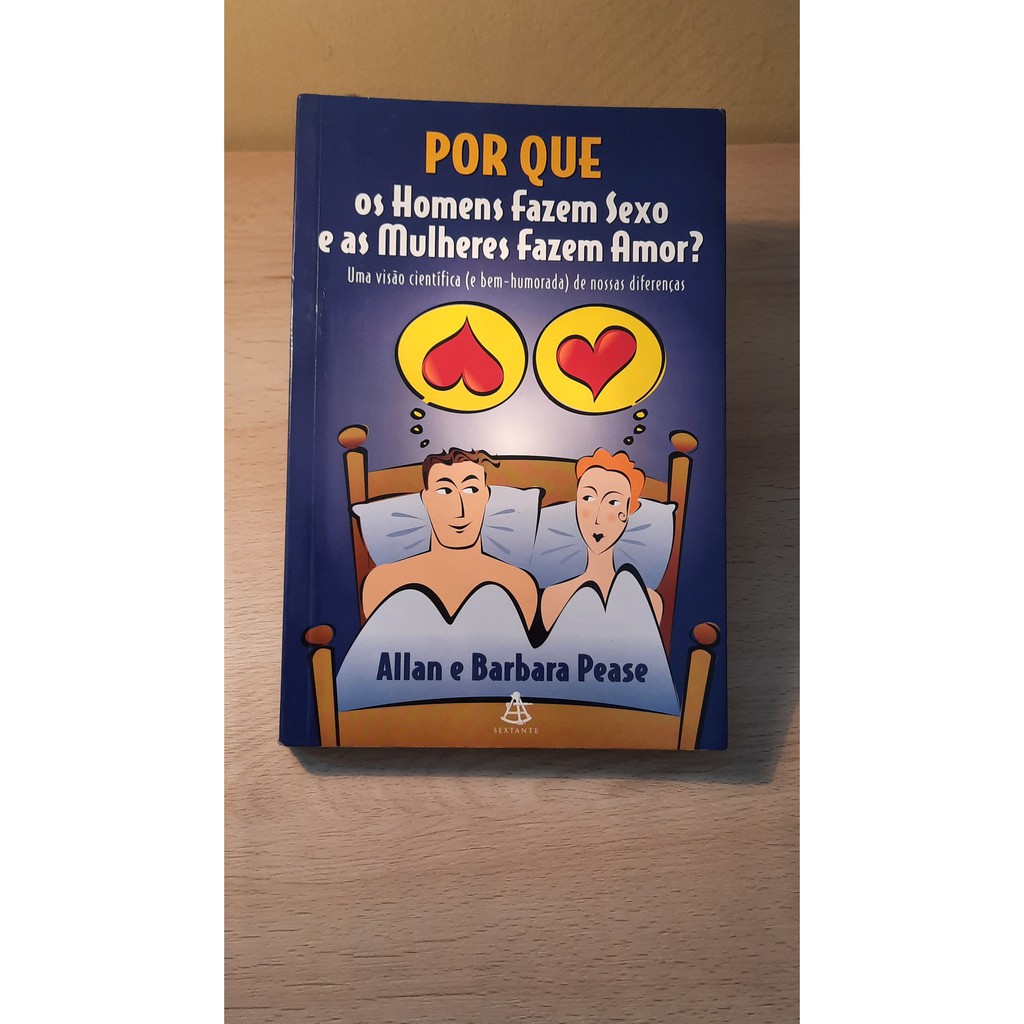 POR QUE
os Homens Fazem Sexo
e as Mulheres Fazem Amor?
Uma visão científica (e bem-humorada) de nossas diferenças
Allan e Barbara Pease
SEXTANTE